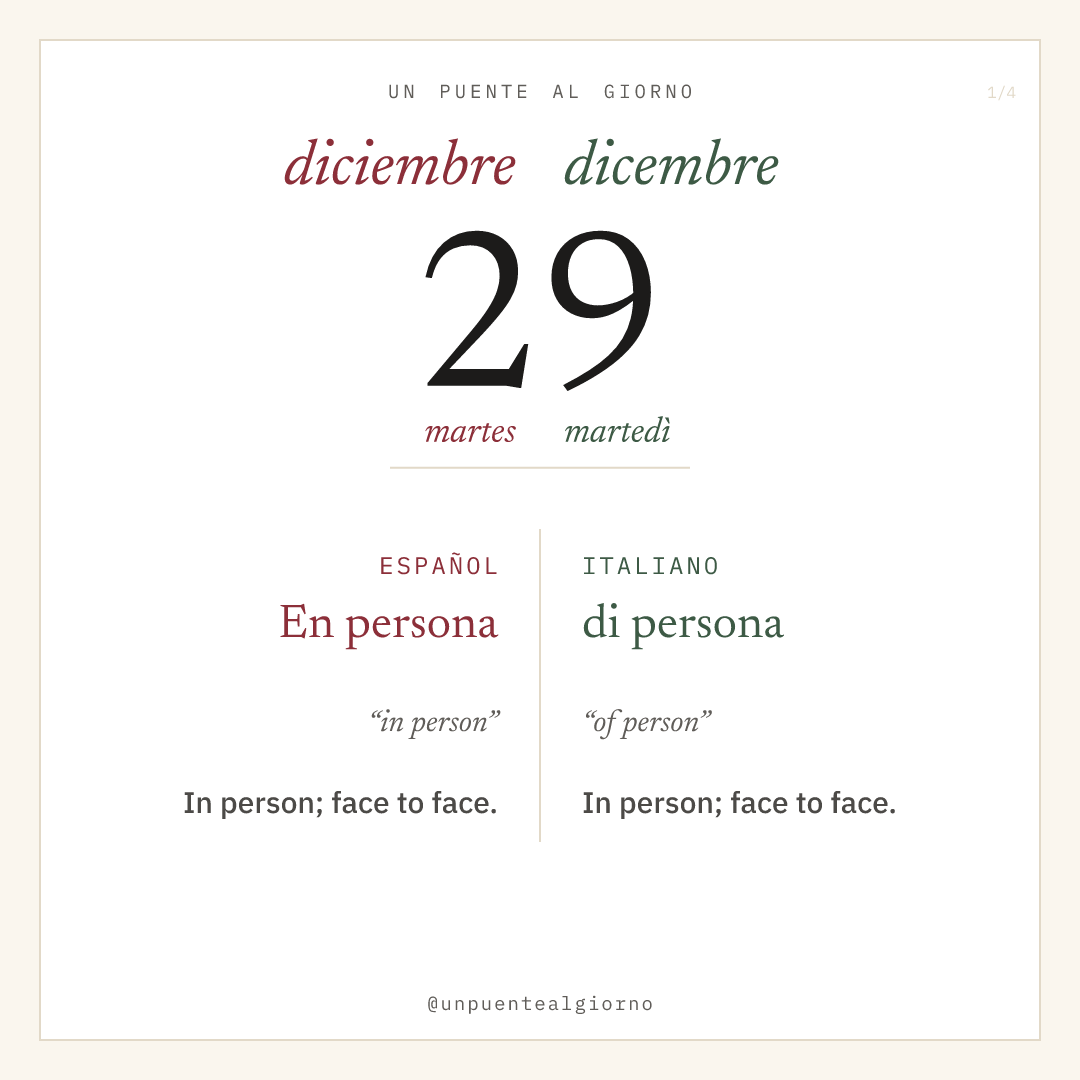 UN PUENTE AL GIORNO
1/4
diciembre dicembre
29
martes martedì
ESPAÑOL
En persona
“in person”
In person; face to face.
ITALIANO
di persona
“of person”
In person; face to face.
@unpuentealgiorno